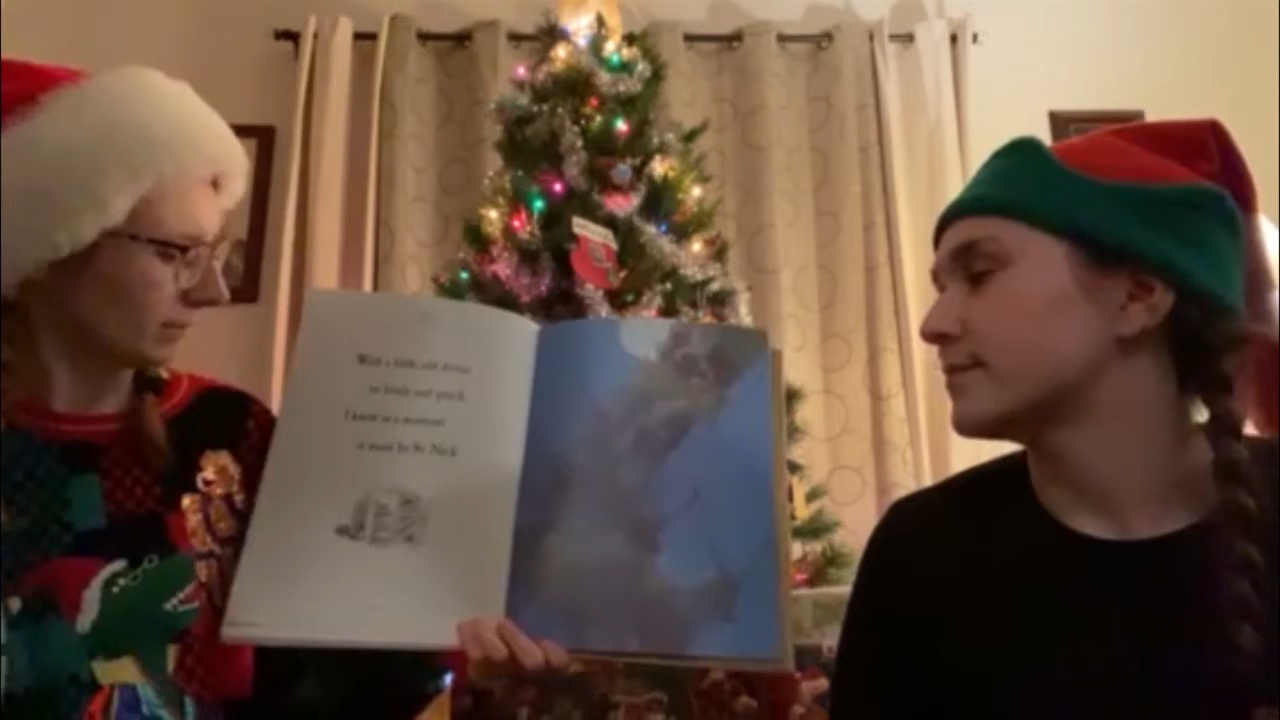 With a little old driver
so lively and quick,
I knew in a moment
it must be St. Nick